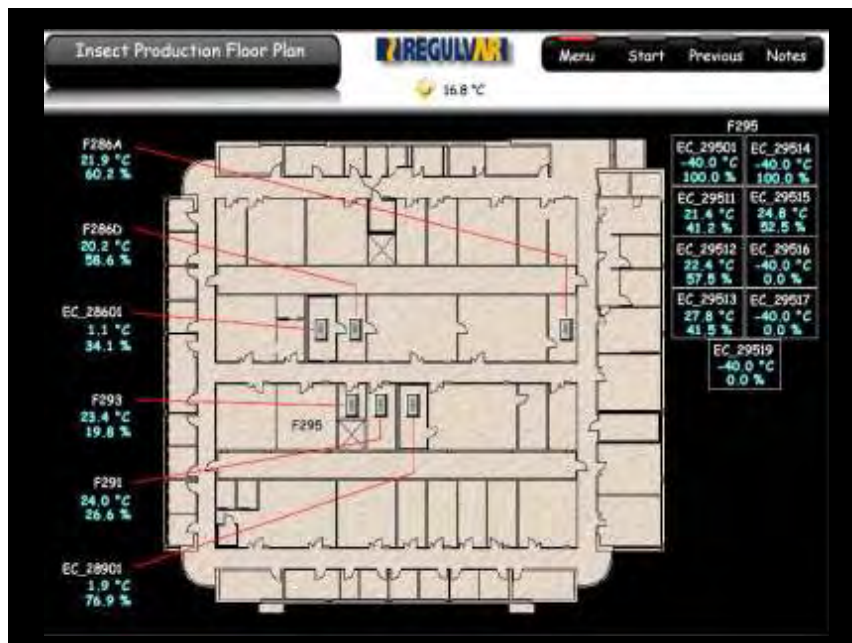 Insect Production Floor Plan
REGULVAR
Menu Start Previous Notes
16.8 °C
F286A
21.9 °C
60.2 %
F286D
20.2 °C
58.6 %
EC_28601
1.1 °C
34.1 %
F293
23.4 °C
19.8 %
F291
24.0 °C
26.6 %
EC_28901
1.9 °C
76.9 %
F295
F295
EC_29501 EC_29514
-40.0 °C -40.0 °C
100.0 % 100.0 %
EC_29511 EC_29515
21.4 °C 24.8 °C
41.2 % 52.5 %
EC_29512 EC_29516
22.4 °C -40.0 °C
57.5 % 0.0 %
EC_29513 EC_29517
27.8 °C -40.0 °C
41.5 % 0.0 %
EC_29519
-40.0 °C
0.0 %